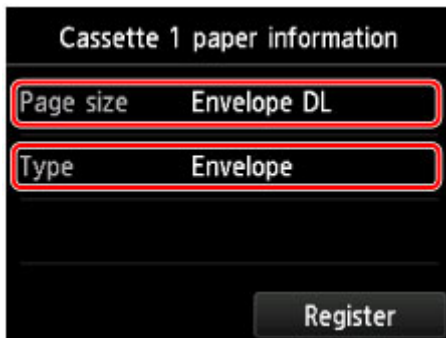 Cassette 1 paper information
Page size Envelope DL
Type Envelope
Register